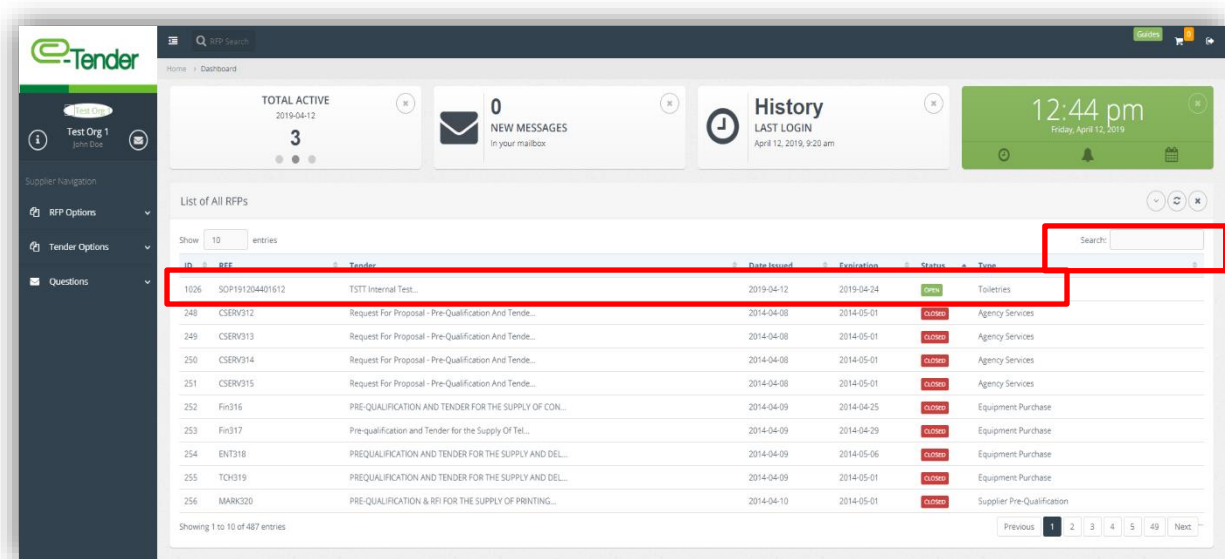 e-Tender
RFP Search
Guides
0
Home Dashboard
Test Org 1
Test Org 1
John Doe
Supplier Navigation
RFP Options
Tender Options
Questions
TOTAL ACTIVE
2019-04-12
3
0
NEW MESSAGES
In your mailbox
History
LAST LOGIN
April 12, 2019, 9:20 am
12:44 pm
Friday, April 12, 2019
List of All RFPs
Show 10 entries
Search:
ID REF Tender Date Issued Expiration Status Type
1026 SOP191204401612 TSTT Internal Test... 2019-04-12 2019-04-24 OPEN Toiletries
248 CSERV312 Request For Proposal - Pre-Qualification And Tende... 2014-04-08 2014-05-01 CLOSED Agency Services
249 CSERV313 Request For Proposal - Pre-Qualification And Tende... 2014-04-08 2014-05-01 CLOSED Agency Services
250 CSERV314 Request For Proposal - Pre-Qualification And Tende... 2014-04-08 2014-05-01 CLOSED Agency Services
251 CSERV315 Request For Proposal - Pre-Qualification And Tende... 2014-04-08 2014-05-01 CLOSED Agency Services
252 Fin316 PRE-QUALIFICATION AND TENDER FOR THE SUPPLY OF CON... 2014-04-09 2014-04-25 CLOSED Equipment Purchase
253 Fin317 Pre-qualification and Tender for the Supply Of Tel... 2014-04-09 2014-04-29 CLOSED Equipment Purchase
254 ENT318 PREQUALIFICATION AND TENDER FOR THE SUPPLY AND DEL... 2014-04-09 2014-05-06 CLOSED Equipment Purchase
255 TCH319 PREQUALIFICATION AND TENDER FOR THE SUPPLY AND DEL... 2014-04-09 2014-05-01 CLOSED Equipment Purchase
256 MARK320 PRE-QUALIFICATION & RFI FOR THE SUPPLY OF PRINTING... 2014-04-10 2014-05-01 CLOSED Supplier Pre-Qualification
Showing 1 to 10 of 487 entries
Previous 1 2 3 4 5 49 Next